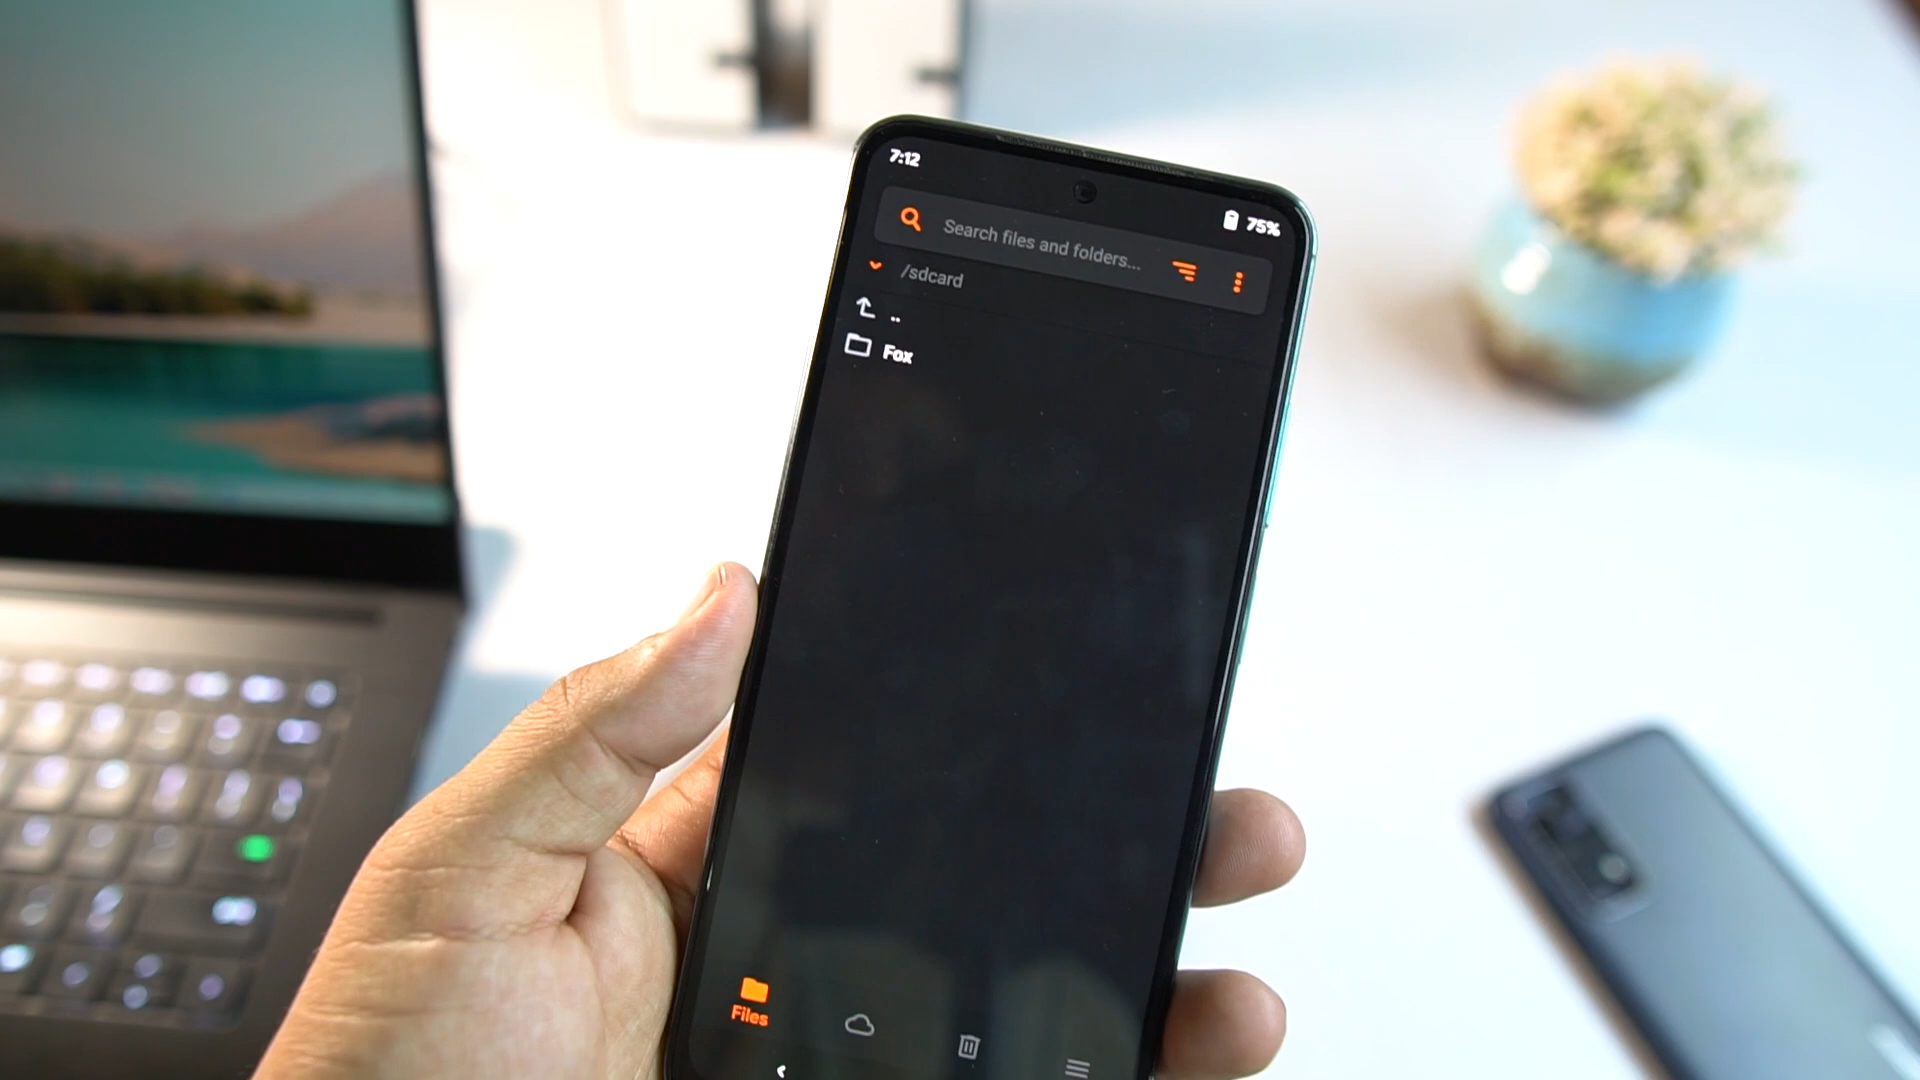 7:12
75%
Search files and folders...
/sdcard
..
Fox
Files